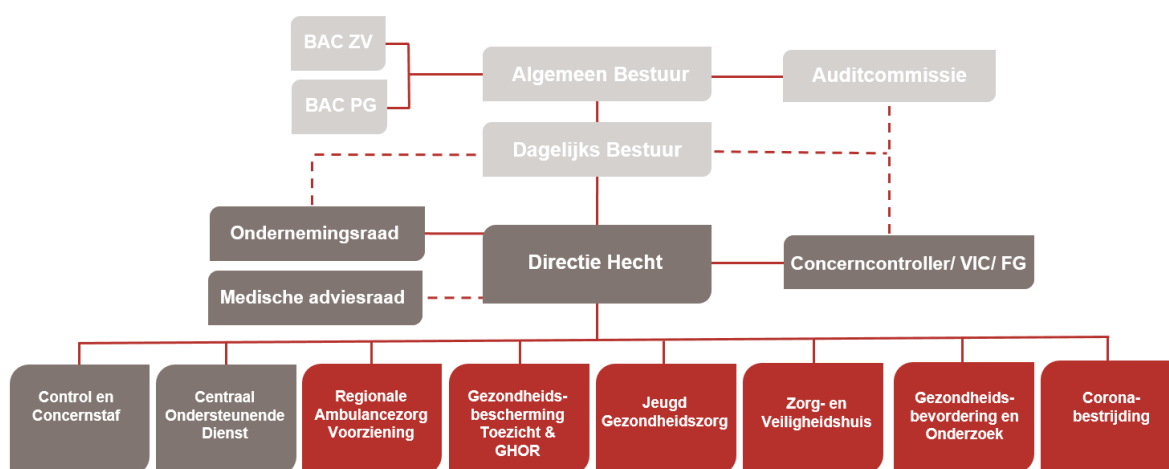 BAC ZV
Algemeen Bestuur
Auditcommissie
BAC PG
Dagelijks Bestuur
Ondernemingsraad
Directie Hecht
Concerncontroller/ VIC/ FG
Medische adviesraad
Control en
Concernstaf
Centraal
Ondersteunende
Dienst
Regionale
Ambulancezorg
Voorziening
Gezondheids-
bescherming
Toezicht &
GHOR
Jeugd
Gezondheidszorg
Zorg- en
Veiligheidshuis
Gezondheids-
bevordering en
Onderzoek
Corona-
bestrijding